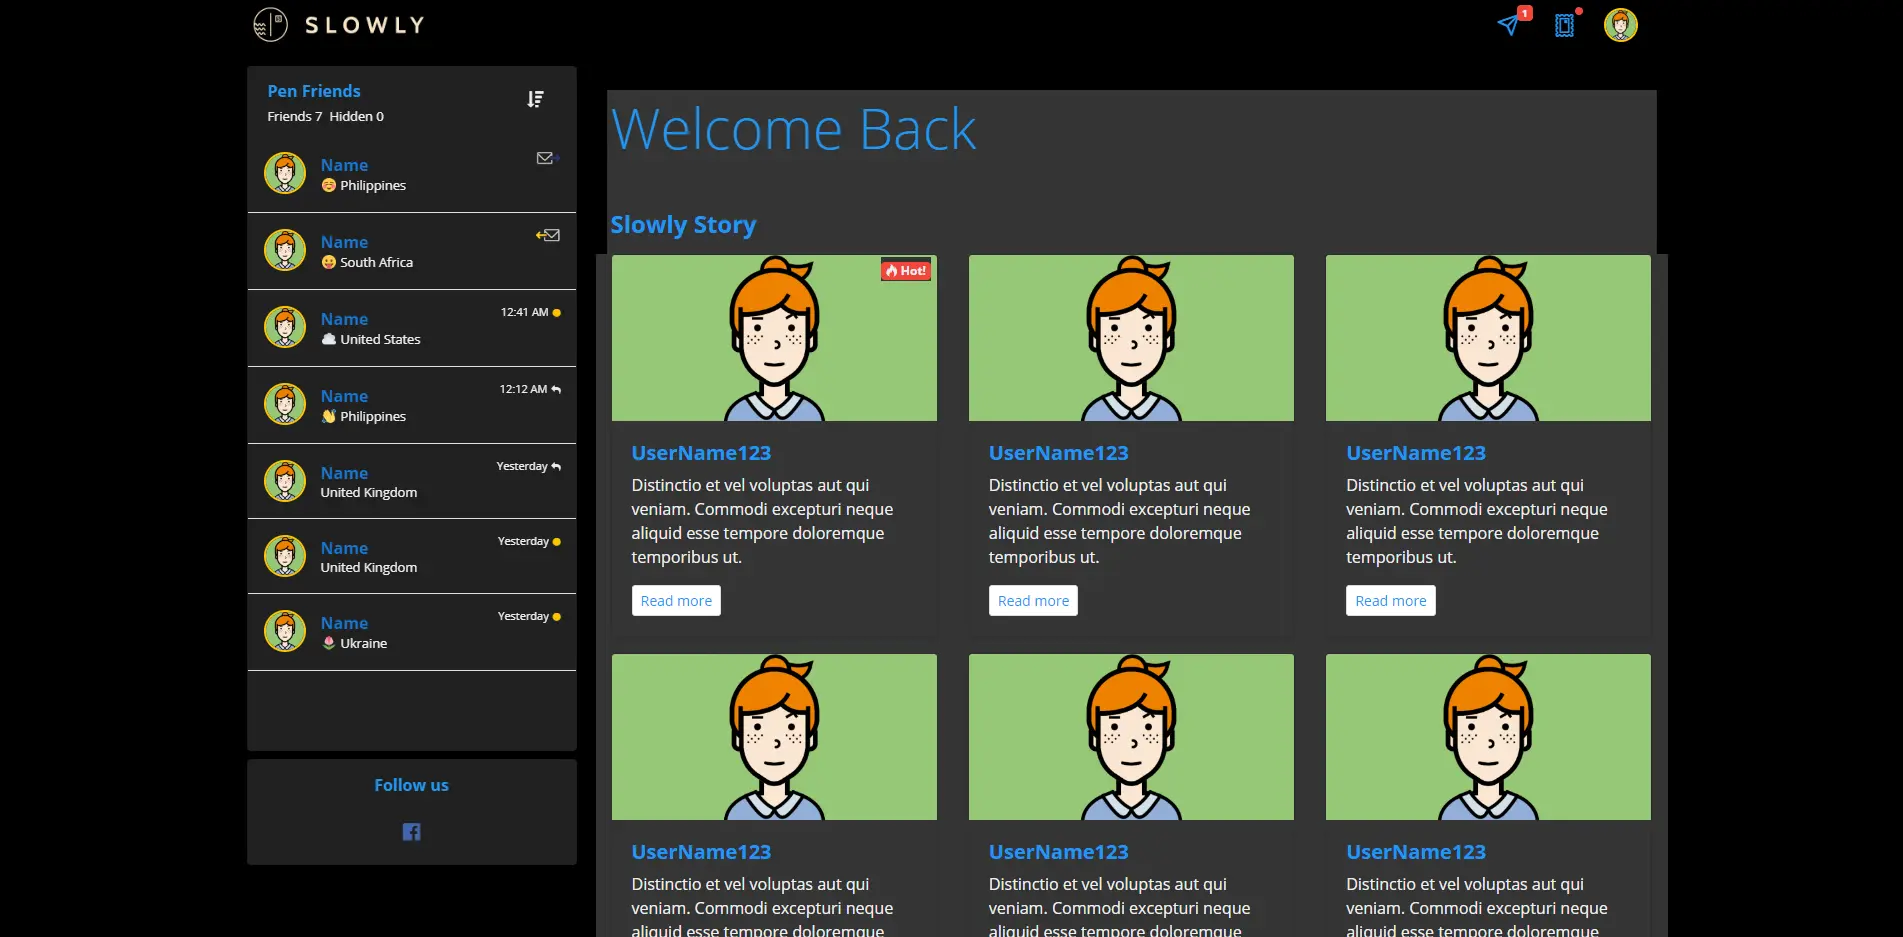 SLOWLY
1
Pen Friends
Friends 7 Hidden 0
Name
Philippines
Name
South Africa
Name
12:41 AM
United States
Name
12:12 AM
Philippines
Name
Yesterday
United Kingdom
Name
Yesterday
United Kingdom
Name
Yesterday
Ukraine
Follow us
Welcome Back
Slowly Story
Hot!
UserName123
Distinctio et vel voluptas aut qui
veniam. Commodi excepturi neque
aliquid esse tempore doloremque
temporibus ut.
Read more
UserName123
Distinctio et vel voluptas aut qui
veniam. Commodi excepturi neque
aliquid esse tempore doloremque
temporibus ut.
Read more
UserName123
Distinctio et vel voluptas aut qui
veniam. Commodi excepturi neque
aliquid esse tempore doloremque
temporibus ut.
Read more
UserName123
Distinctio et vel voluptas aut qui
veniam. Commodi excepturi neque
aliquid esse tempore doloremque
UserName123
Distinctio et vel voluptas aut qui
veniam. Commodi excepturi neque
aliquid esse tempore doloremque
UserName123
Distinctio et vel voluptas aut qui
veniam. Commodi excepturi neque
aliquid esse tempore doloremque